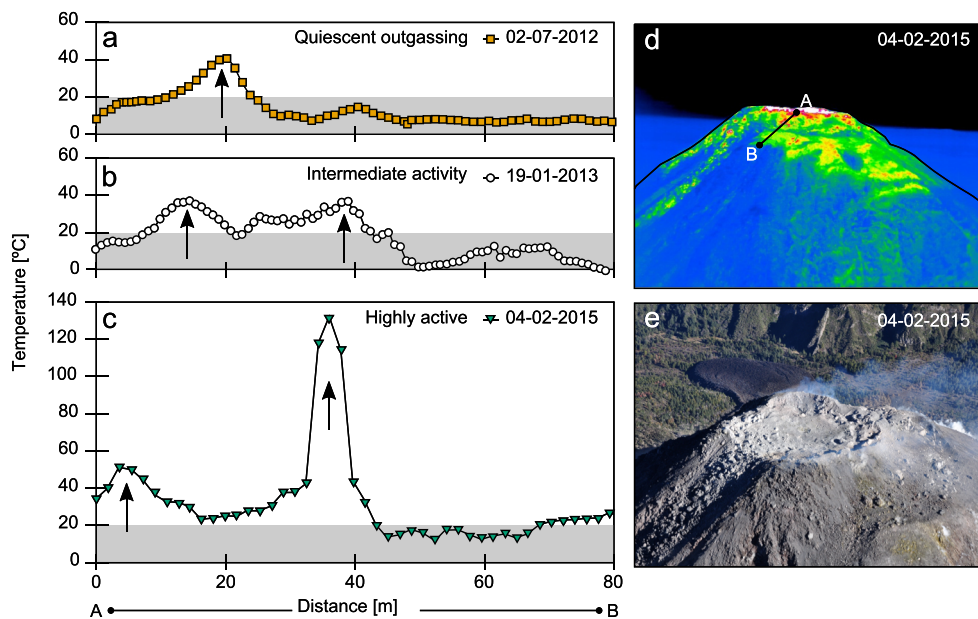 a
Quiescent outgassing 02-07-2012
60
40
20
0
b
Intermediate activity 19-01-2013
60
40
20
0
c
Highly active 04-02-2015
140
120
100
80
60
40
20
0
Temperature [ºC]
0 20 40 60 80
A Distance [m] B
d
04-02-2015
A
B
e
04-02-2015